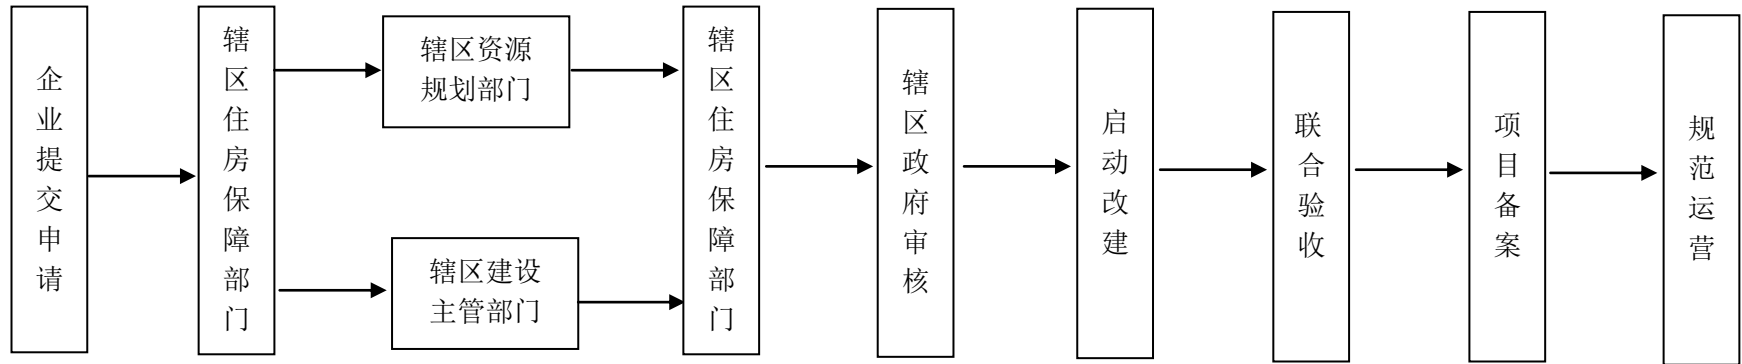 企业提交申请
辖区住房保障部门
辖区资源
规划部门
辖区建设
主管部门
辖区住房保障部门
辖区政府审核
启动改建
联合验收
项目备案
规范运营